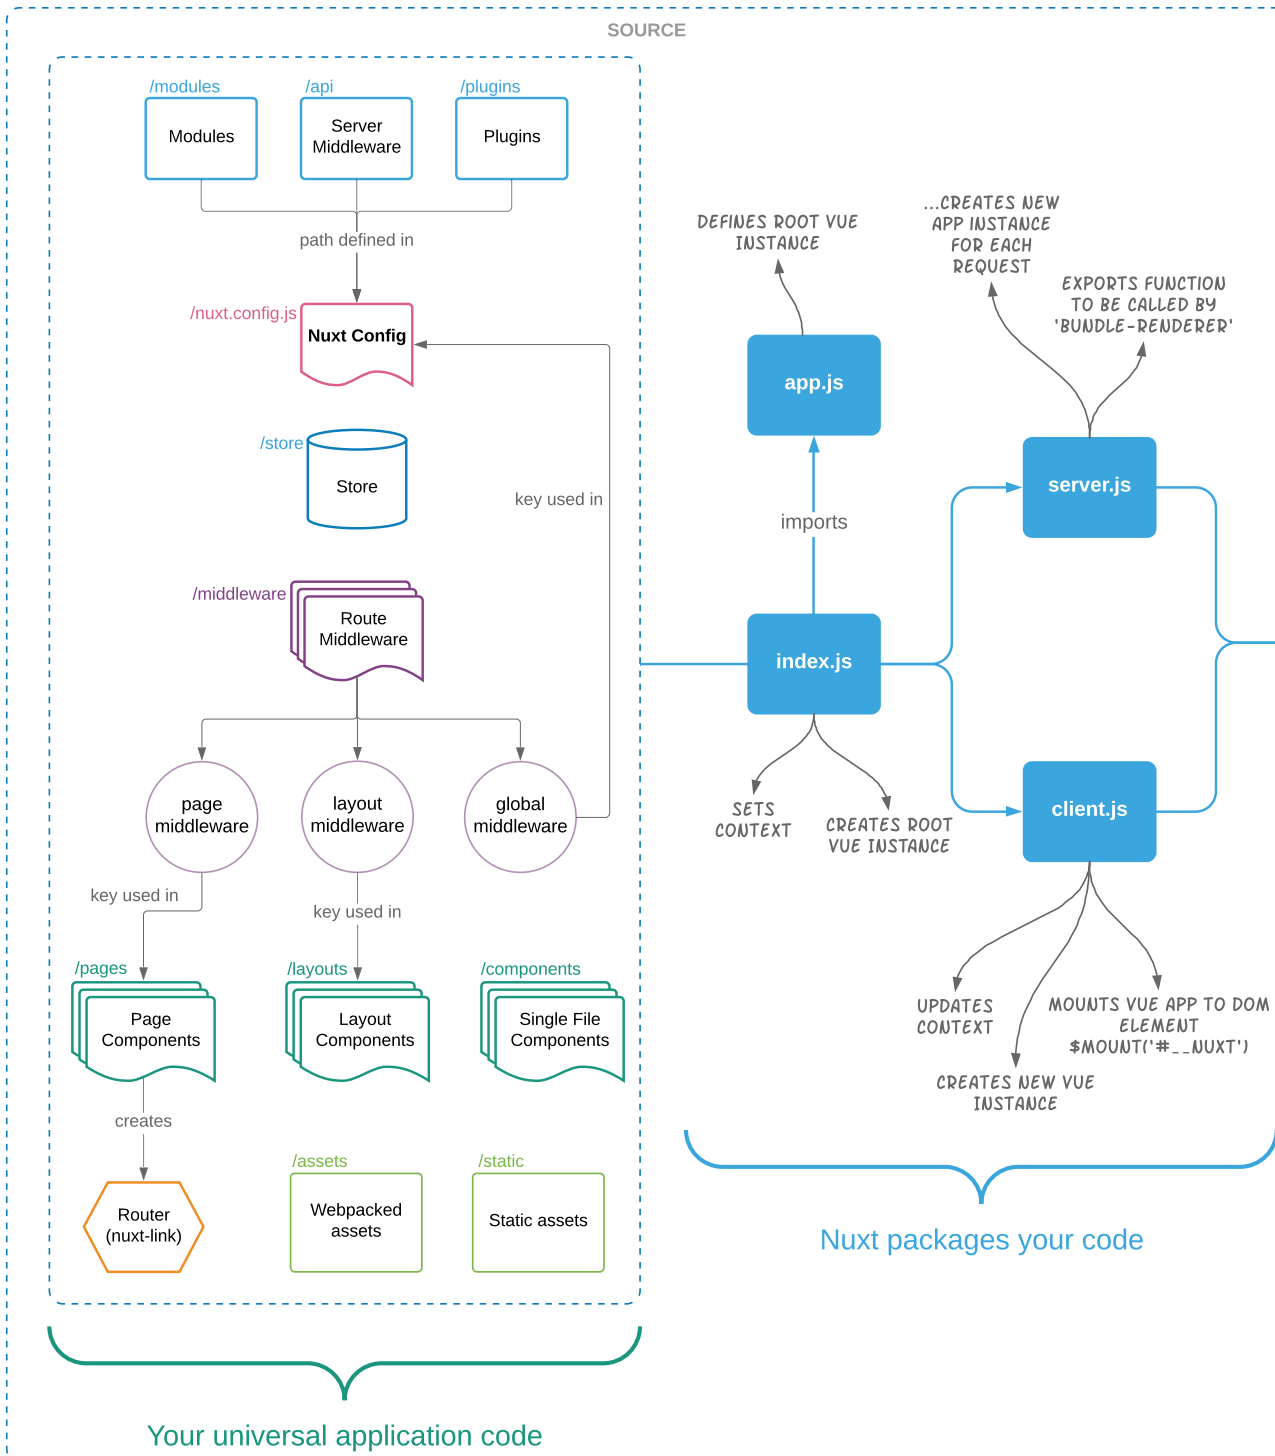 SOURCE
/modules
/api
/plugins
Modules
Server
Middleware
Plugins
path defined in
/nuxt.config.js
Nuxt Config
/store
Store
key used in
/middleware
Route
Middleware
page
middleware
layout
middleware
global
middleware
key used in
key used in
/pages
/layouts
/components
Page
Components
Layout
Components
Single File
Components
creates
/assets
/static
Router
(nuxt-link)
Webpacked
assets
Static assets
Your universal application code
DEFINES ROOT VUE
INSTANCE
...CREATES NEW
APP INSTANCE
FOR EACH
REQUEST
EXPORTS FUNCTION
TO BE CALLED BY
'BUNDLE-RENDERER'
app.js
server.js
imports
index.js
client.js
SETS
CONTEXT
CREATES ROOT
VUE INSTANCE
UPDATES
CONTEXT
MOUNTS VUE APP TO DOM
ELEMENT
$MOUNT('#__NUXT')
CREATES NEW VUE
INSTANCE
Nuxt packages your code